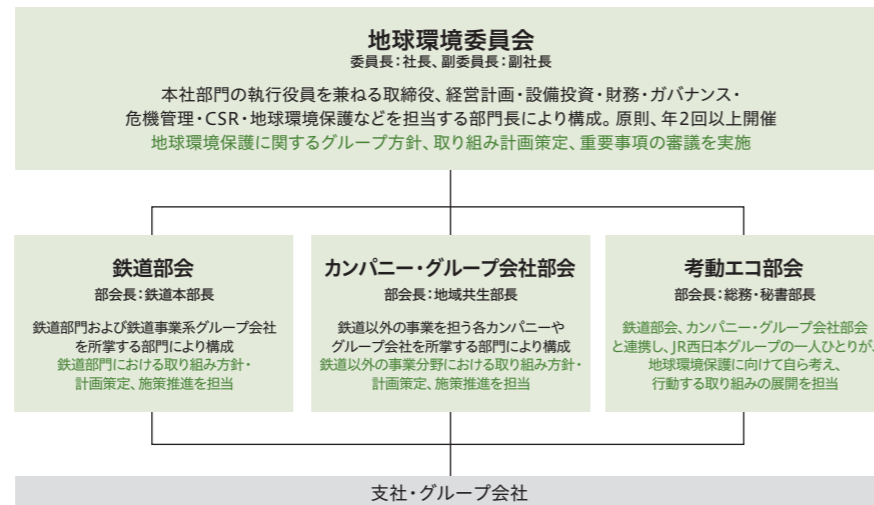 地球環境委員会
委員長：社長、副委員長：副社長
本社部門の執行役員を兼ねる取締役、経営計画・設備投資・財務・ガバナンス・
危機管理・CSR・地球環境保護などを担当する部門長により構成。原則、年2回以上開催
地球環境保護に関するグループ方針、取り組み計画策定、重要事項の審議を実施
鉄道部会
部会長：鉄道本部長
鉄道部門および鉄道事業系グループ会社
を所掌する部門により構成
鉄道部門における取り組み方針・
計画策定、施策推進を担当
カンパニー・グループ会社部会
部会長：地域共生部長
鉄道以外の事業を担う各カンパニーや
グループ会社を所掌する部門により構成
鉄道以外の事業分野における取り組み方針・
計画策定、施策推進を担当
考動エコ部会
部会長：総務・秘書部長
鉄道部会、カンパニー・グループ会社部会
と連携し、JR西日本グループの一人ひとりが、
地球環境保護に向けて自ら考え、
行動する取り組みの展開を担当
支社・グループ会社